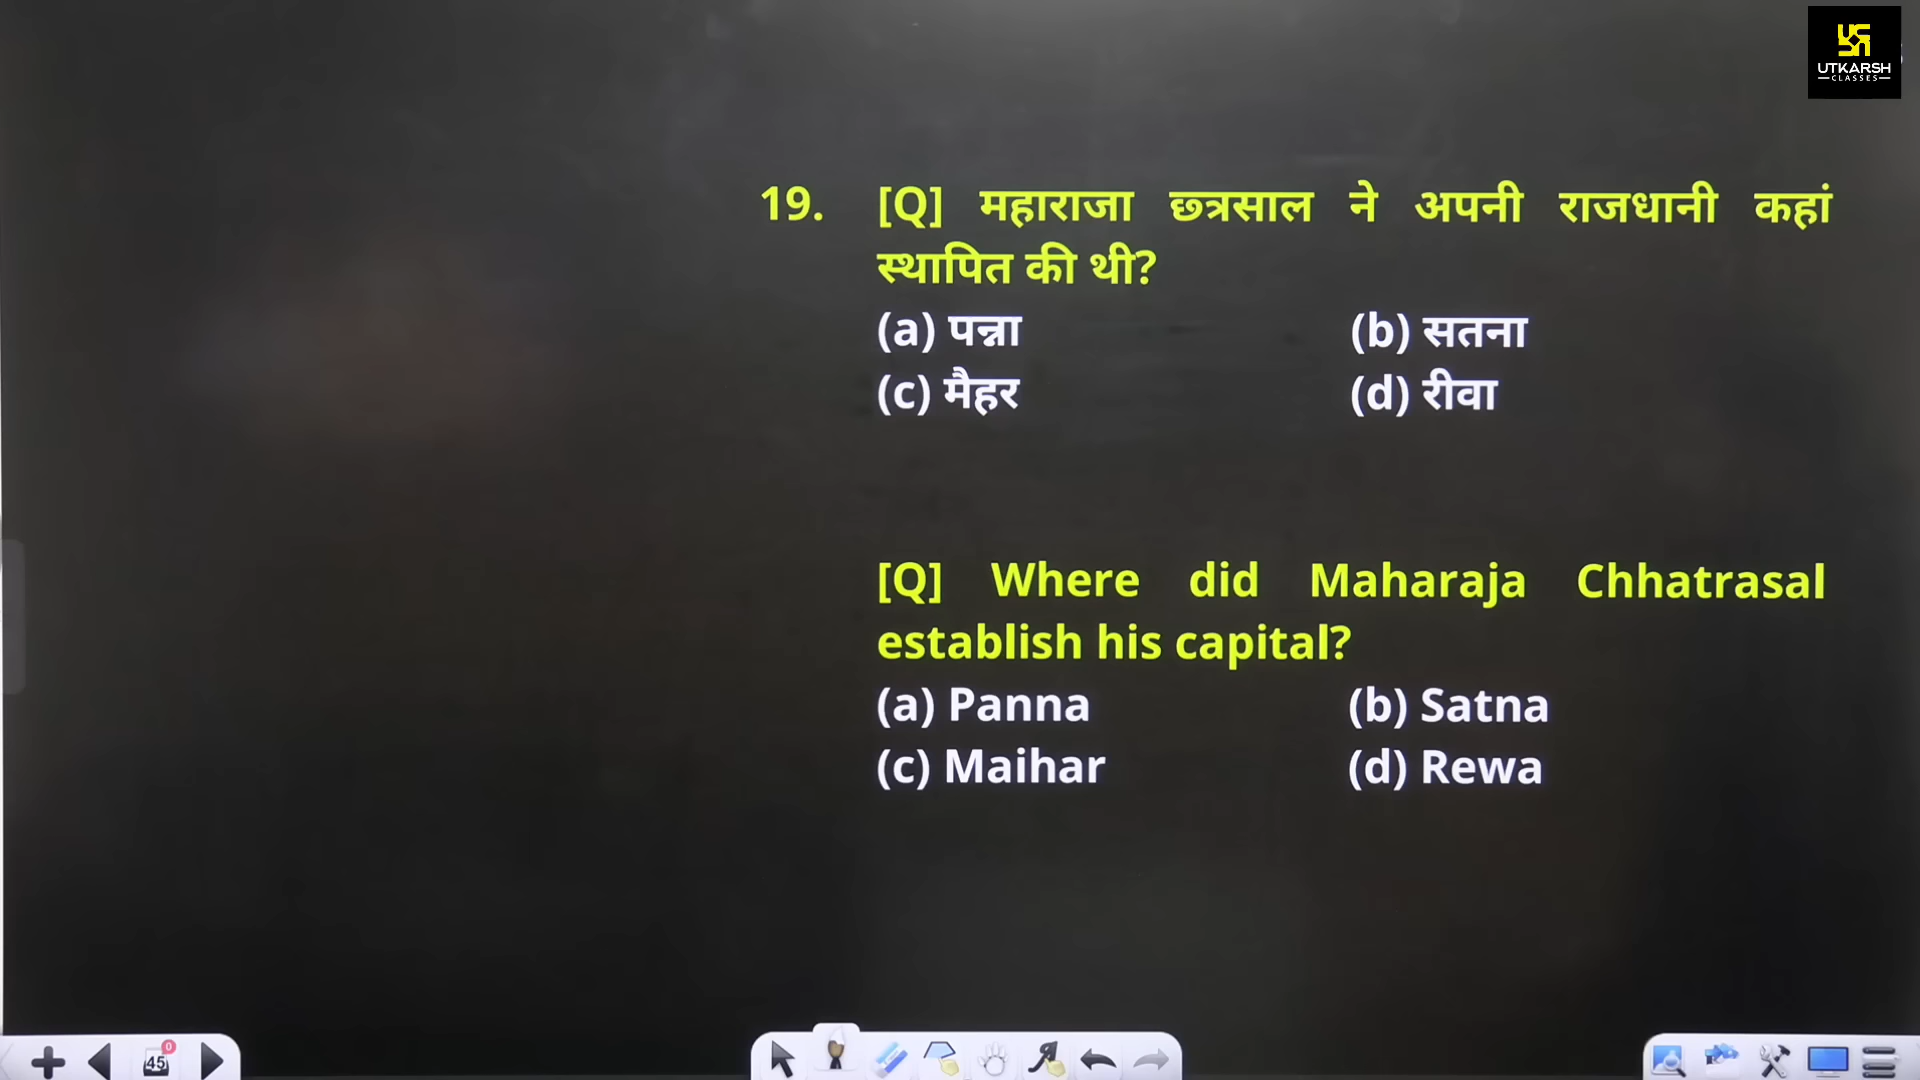 UTKARSH
CLASSES
19. [Q] महाराजा छत्रसाल ने अपनी राजधानी कहां
स्थापित की थी?
(a) पन्ना (b) सतना
(c) मैहर (d) रीवा
[Q] Where did Maharaja Chhatrasal
establish his capital?
(a) Panna (b) Satna
(c) Maihar (d) Rewa
45 0